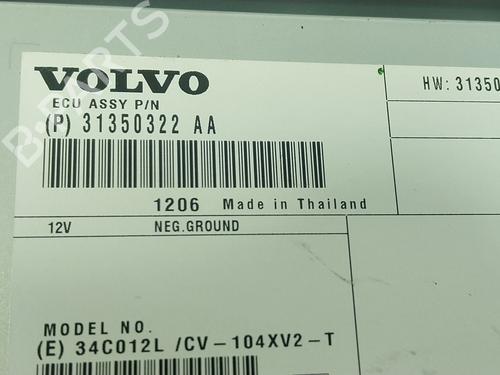 VOLVO
ECU ASSY P/N
(P) 31350322 AA
HW: 31350
1206 Made in Thailand
12V NEG.GROUND
MODEL NO.
(E) 34C012L /CV-104XV2-T
B-PARTS